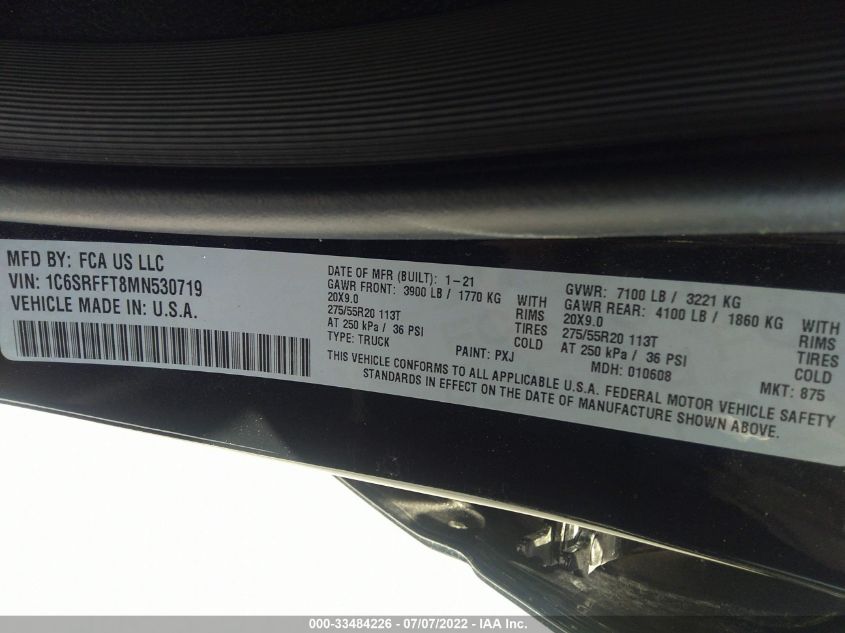 MFD BY: FCA US LLC
VIN: 1C6SRFFT8MN530719
VEHICLE MADE IN: U.S.A.
DATE OF MFR (BUILT): 1-21
GAWR FRONT: 3900 LB / 1770 KG WITH
20X9.0 RIMS
275/55R20 113T TIRES
AT 250 kPa / 36 PSI COLD
TYPE: TRUCK PAINT: PXJ
GVWR: 7100 LB / 3221 KG
GAWR REAR: 4100 LB / 1860 KG WITH
20X9.0 RIMS
275/55R20 113T TIRES
AT 250 kPa / 36 PSI COLD
MDH: 010608 MKT: 875
THIS VEHICLE CONFORMS TO ALL APPLICABLE U.S.A. FEDERAL MOTOR VEHICLE SAFETY
STANDARDS IN EFFECT ON THE DATE OF MANUFACTURE SHOWN ABOVE.
000-33484226 - 07/07/2022 - IAA Inc.